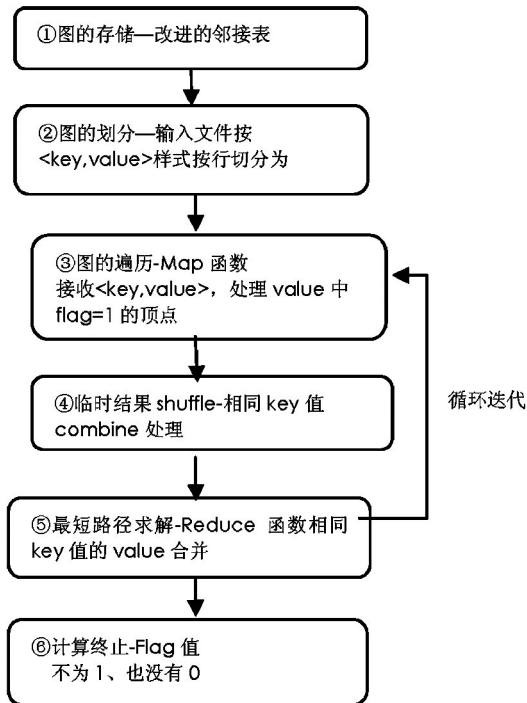 ①图的存储—改进的邻接表
②图的划分—输入文件按
<key,value>样式按行切分为
③图的遍历-Map 函数
接收<key,value>，处理 value 中
flag=1 的顶点
④临时结果 shuffle-相同 key 值
combine 处理
循环迭代
⑤最短路径求解-Reduce 函数相同
key 值的 value 合并
⑥计算终止-Flag 值
不为 1、也没有 0